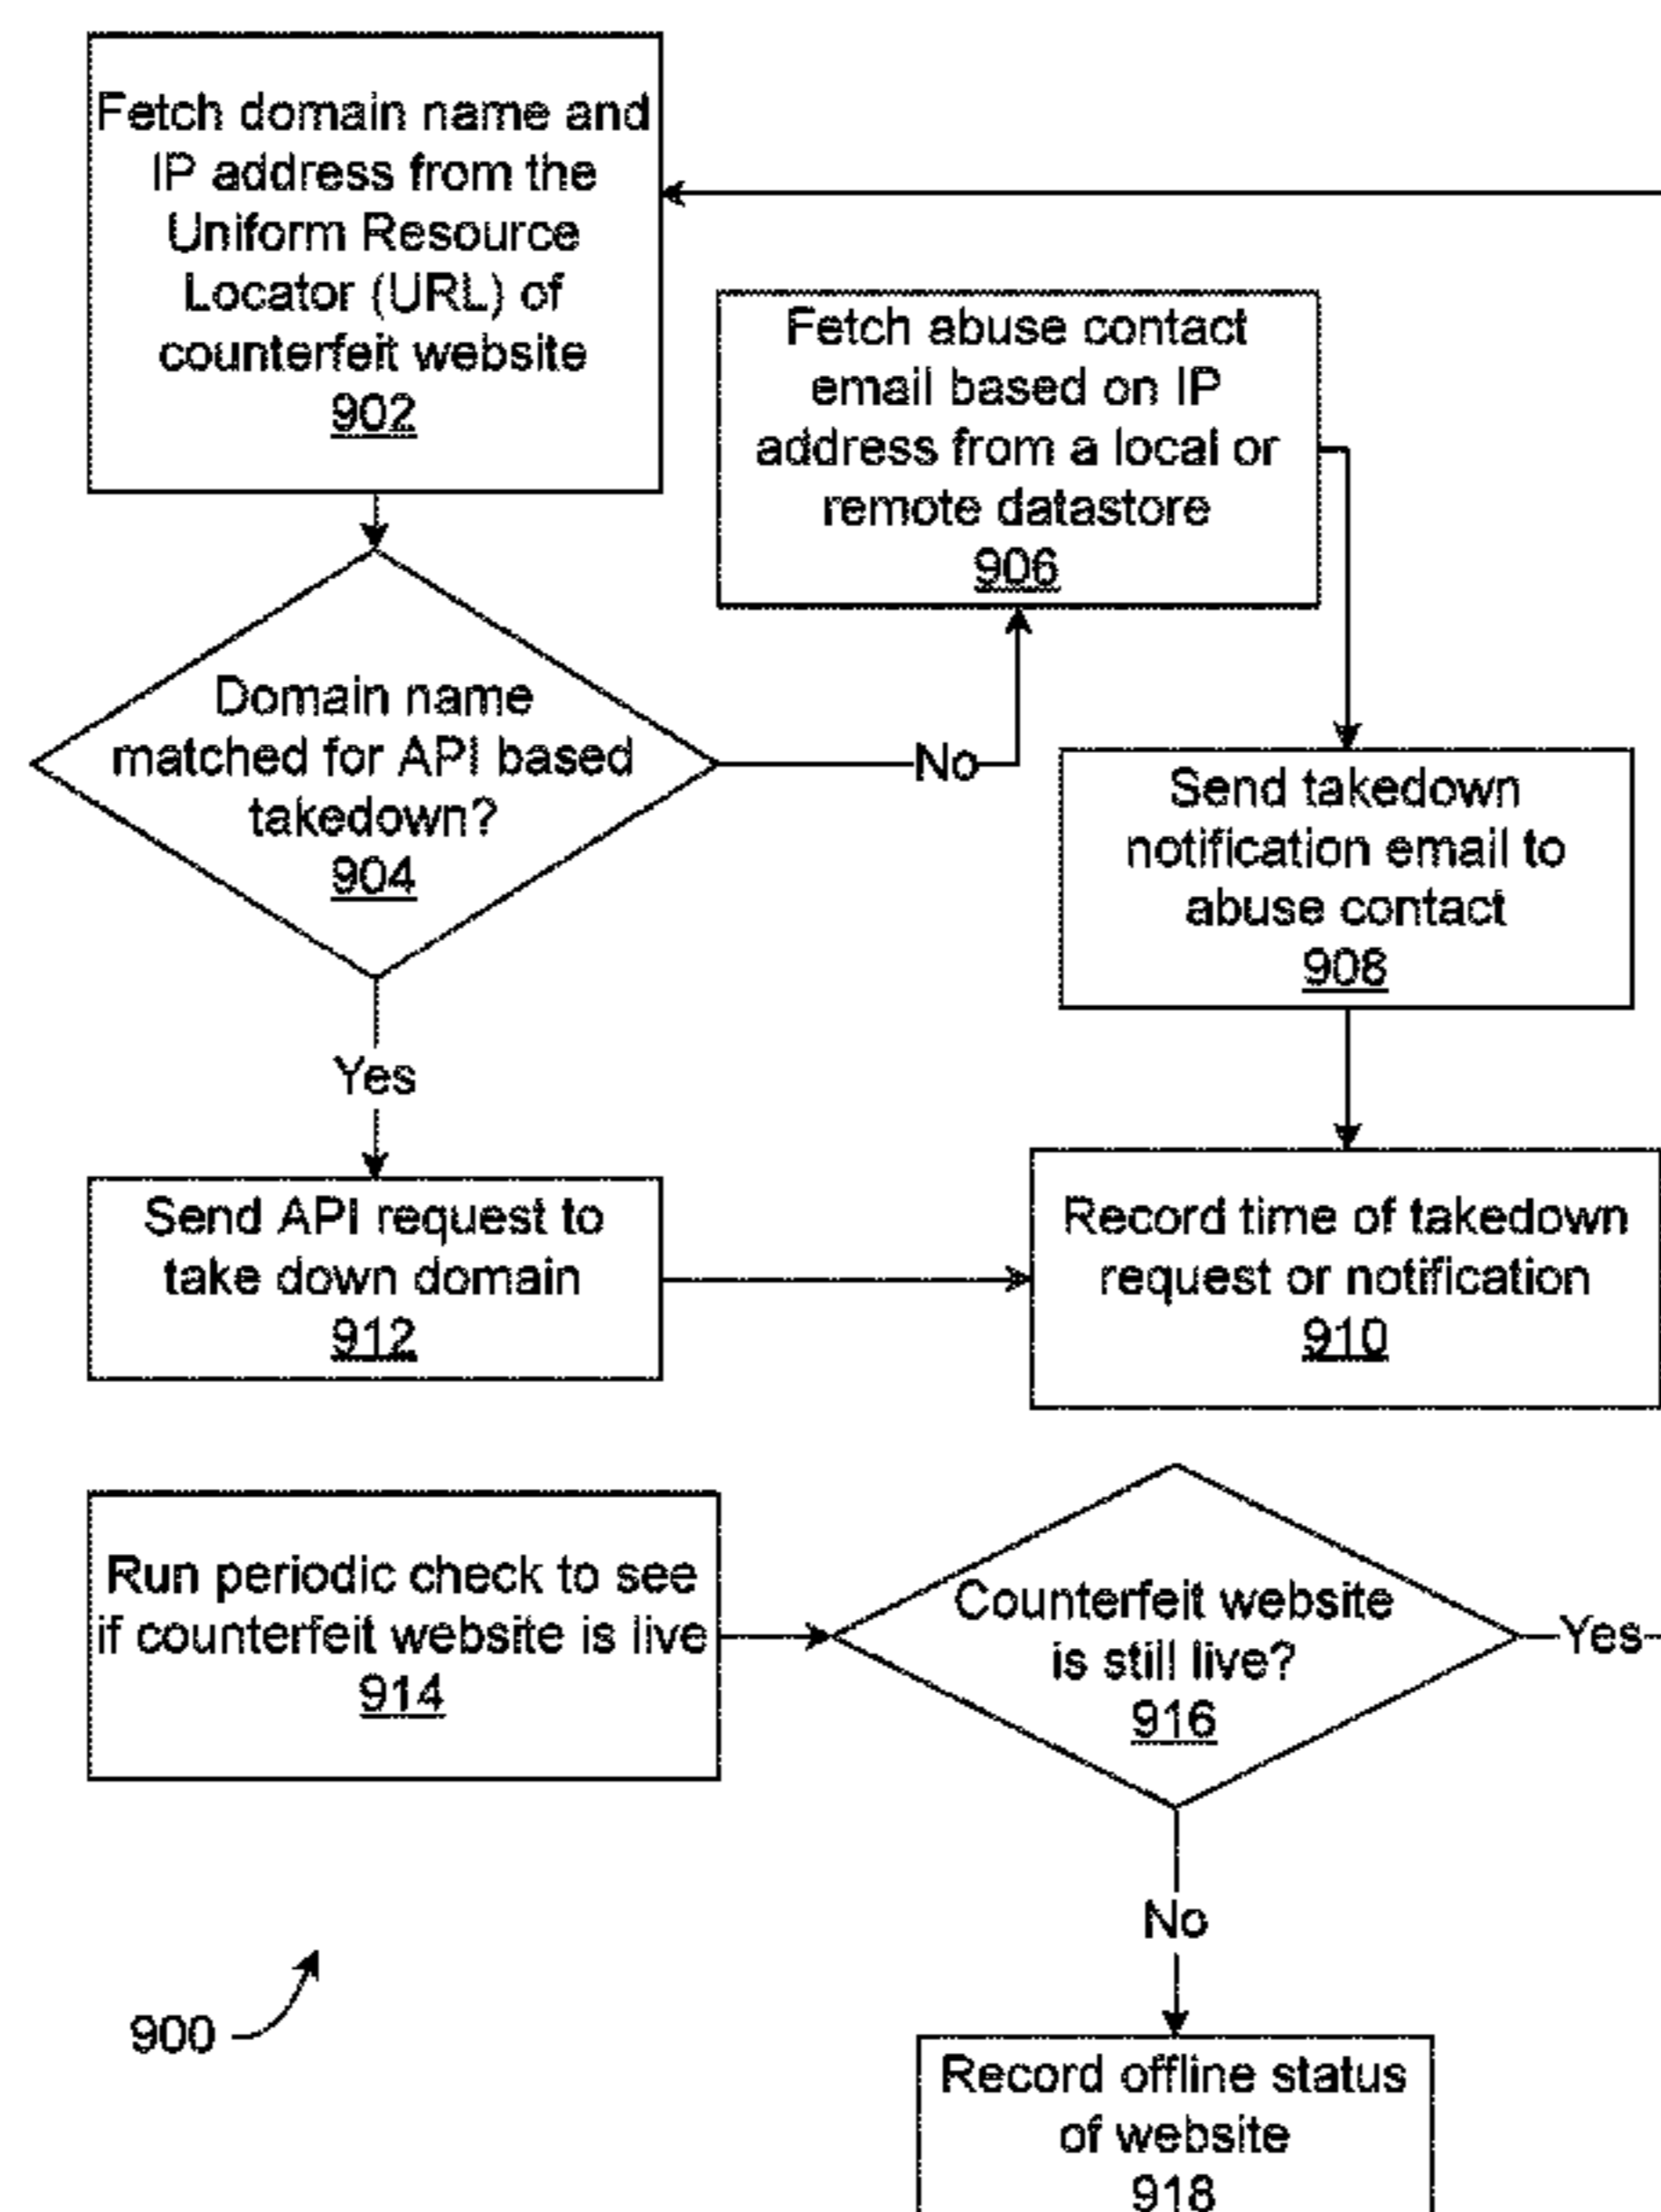 Fetch domain name and
IP address from the
Uniform Resource
Locator (URL) of
counterfeit website
902
Fetch abuse contact
email based on IP
address from a local or
remote datastore
906
Domain name
matched for API based
takedown?
904
No
Send takedown
notification email to
abuse contact
908
Yes
Send API request to
take down domain
912
Record time of takedown
request or notification
910
Run periodic check to see
if counterfeit website is live
914
Counterfeit website
is still live?
916
Yes
No
900
Record offline status
of website
918